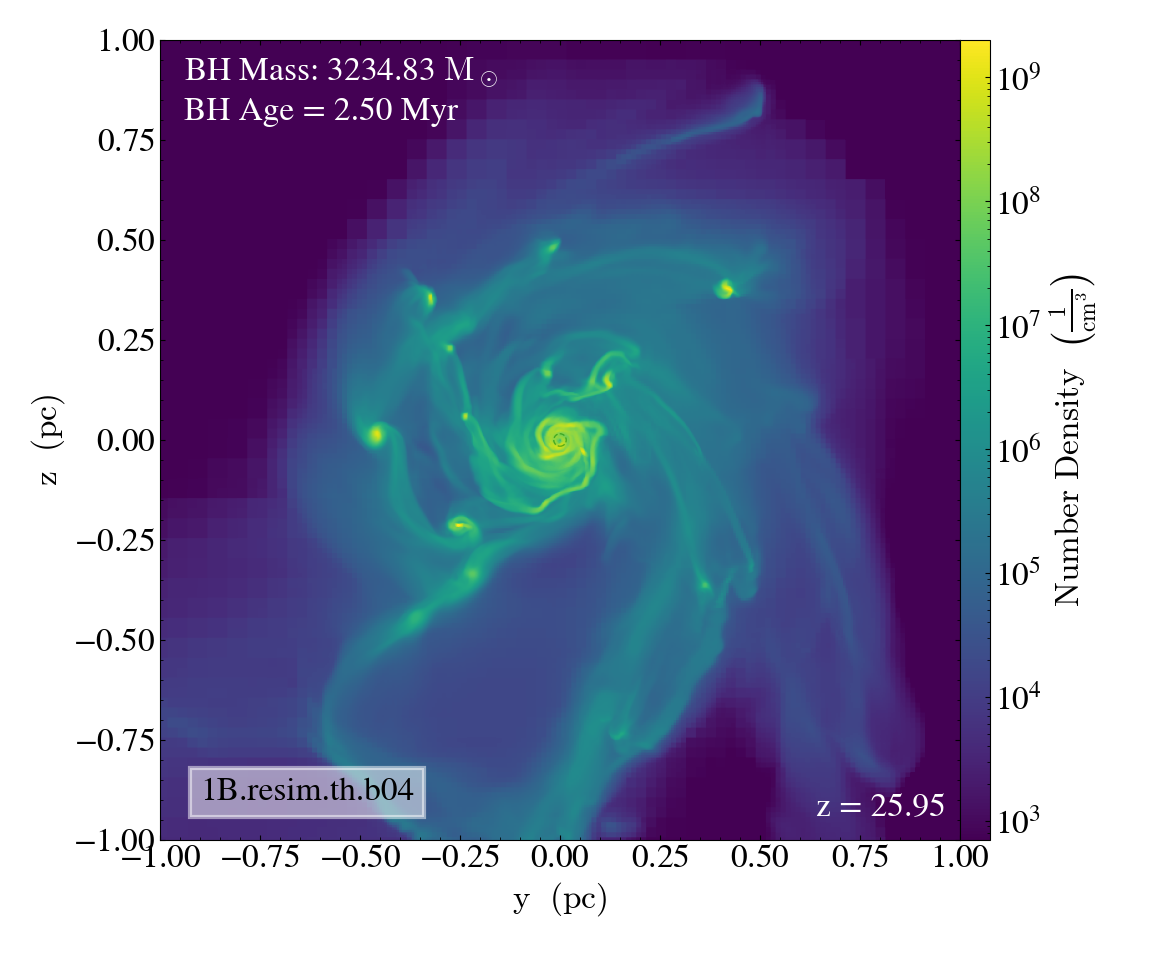 BH Mass: 3234.83 M⊙
BH Age = 2.50 Myr
1B.resim.th.b04
z = 25.95
1.00
0.75
0.50
0.25
0.00
−0.25
−0.50
−0.75
−1.00
z (pc)
−1.00 −0.75 −0.50 −0.25 0.00 0.25 0.50 0.75 1.00
y (pc)
10⁹
10⁸
10⁷
10⁶
10⁵
10⁴
10³
Number Density (1/cm³)